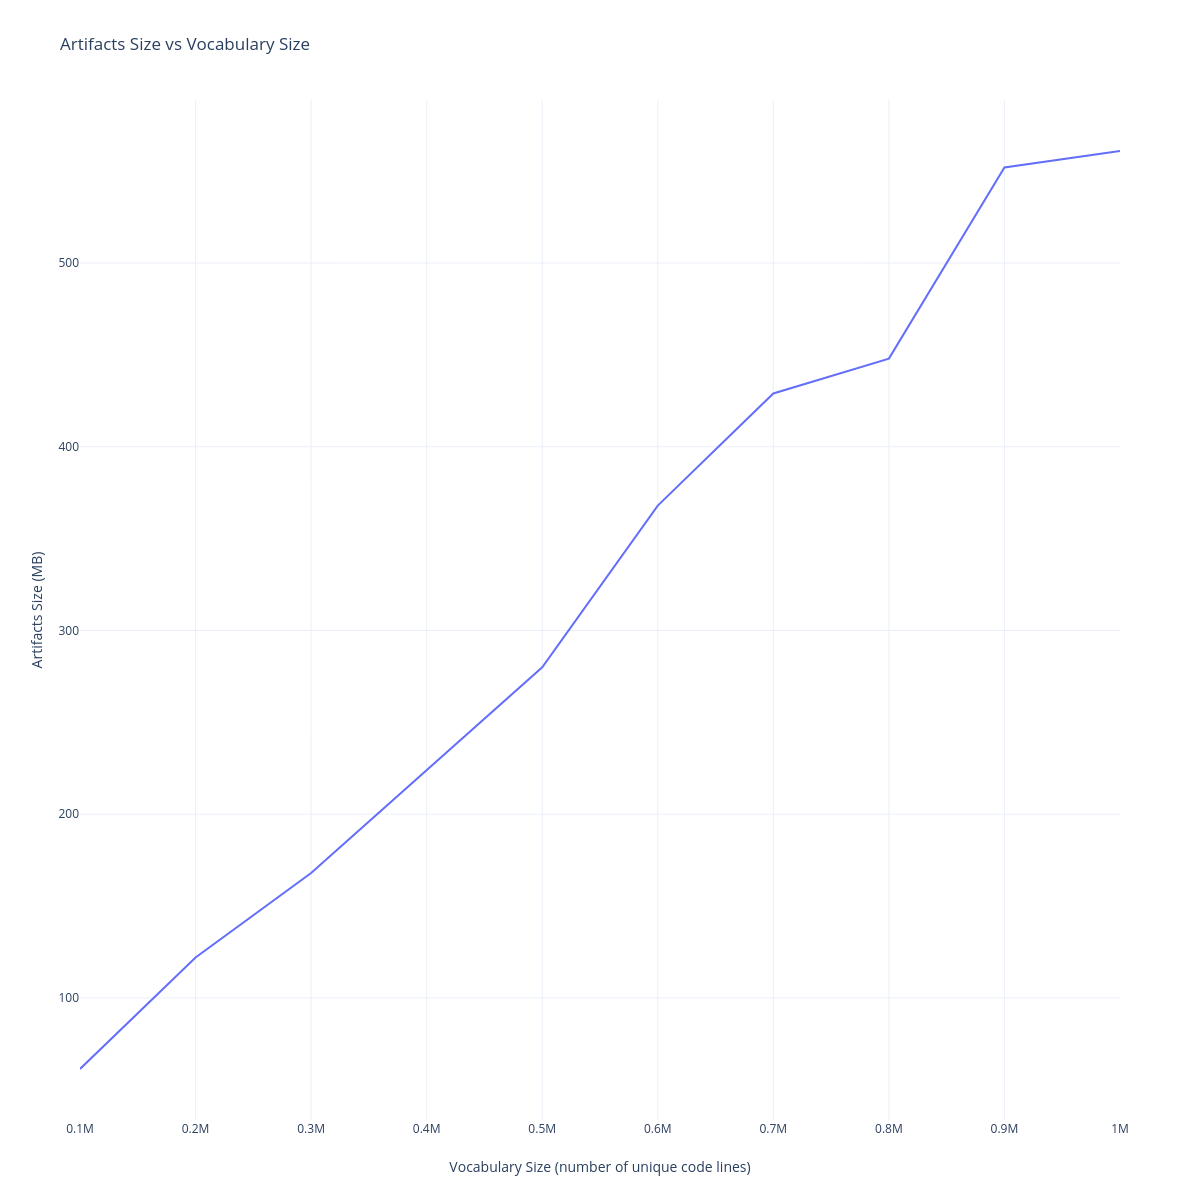 Artifacts Size vs Vocabulary Size
500
400
300
200
100
Artifacts Size (MB)
0.1M 0.2M 0.3M 0.4M 0.5M 0.6M 0.7M 0.8M 0.9M 1M
Vocabulary Size (number of unique code lines)